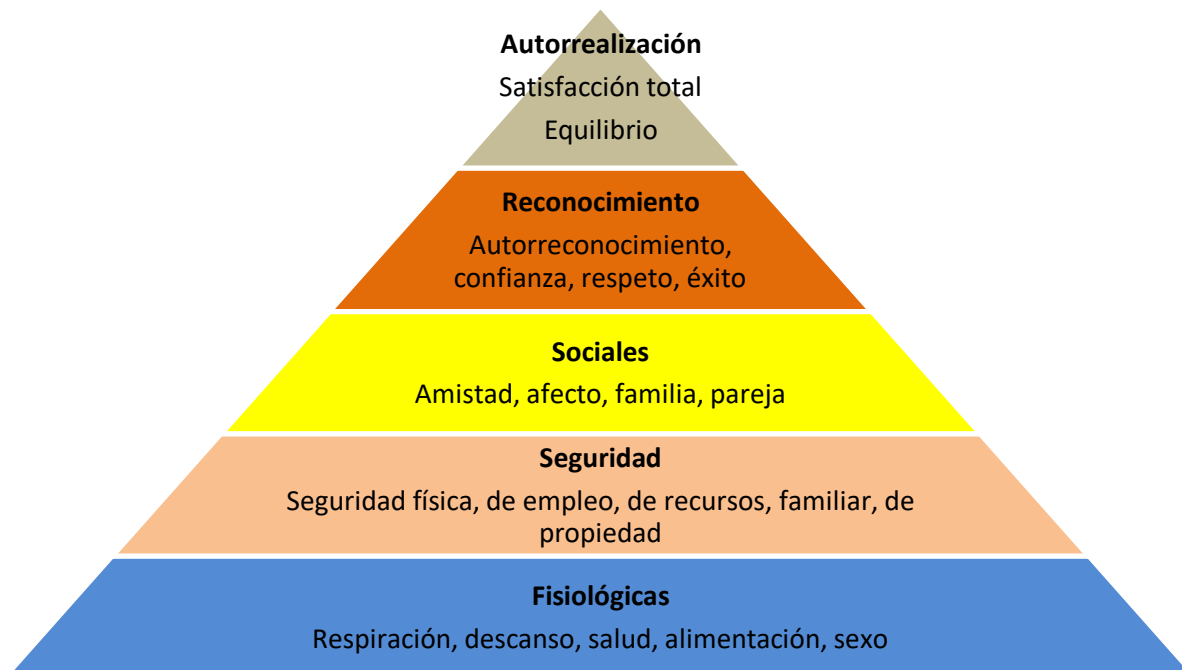 Autorrealización
Satisfacción total
Equilibrio
Reconocimiento
Autorreconocimiento,
confianza, respeto, éxito
Sociales
Amistad, afecto, familia, pareja
Seguridad
Seguridad física, de empleo, de recursos, familiar, de
propiedad
Fisiológicas
Respiración, descanso, salud, alimentación, sexo